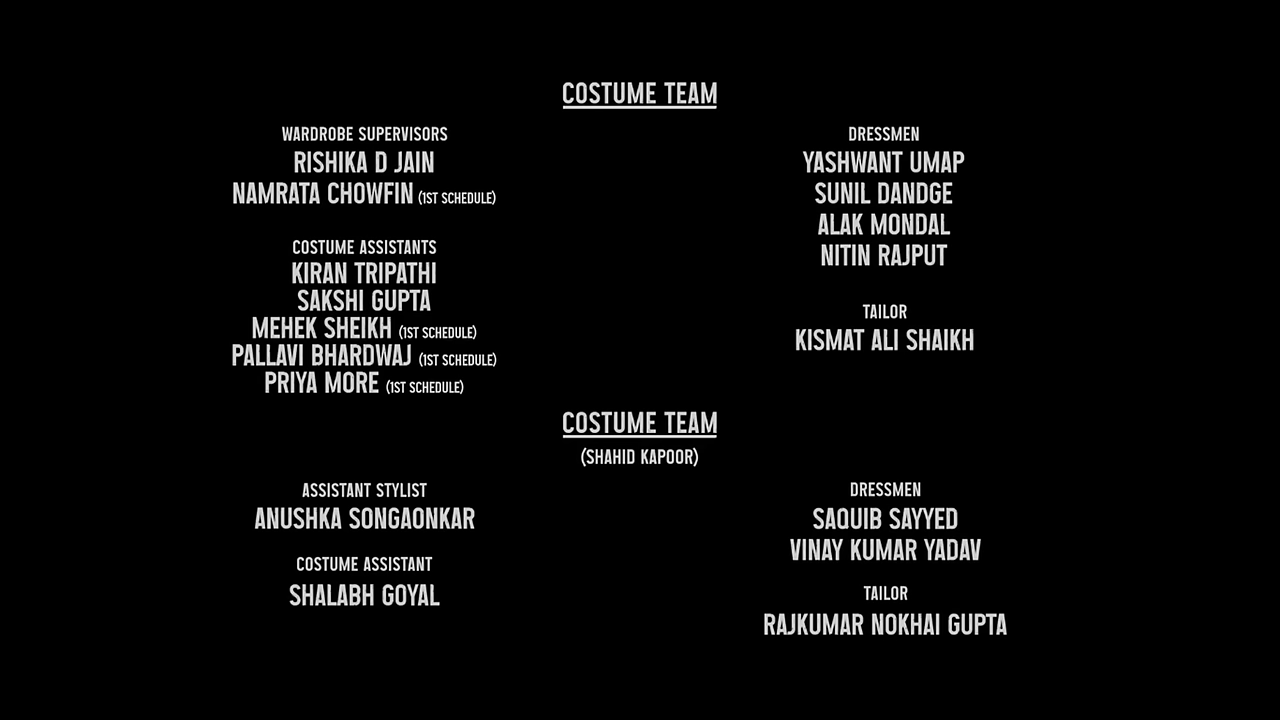 COSTUME TEAM
WARDROBE SUPERVISORS
RISHIKA D JAIN
NAMRATA CHOWFIN (1ST SCHEDULE)
COSTUME ASSISTANTS
KIRAN TRIPATHI
SAKSHI GUPTA
MEHEK SHEIKH (1ST SCHEDULE)
PALLAVI BHARDWAJ (1ST SCHEDULE)
PRIYA MORE (1ST SCHEDULE)
DRESSMEN
YASHWANT UMAP
SUNIL DANDGE
ALAK MONDAL
NITIN RAJPUT
TAILOR
KISMAT ALI SHAIKH
COSTUME TEAM
(SHAHID KAPOOR)
ASSISTANT STYLIST
ANUSHKA SONGAONKAR
COSTUME ASSISTANT
SHALABH GOYAL
DRESSMEN
SAQUIB SAYYED
VINAY KUMAR YADAV
TAILOR
RAJKUMAR NOKHAI GUPTA